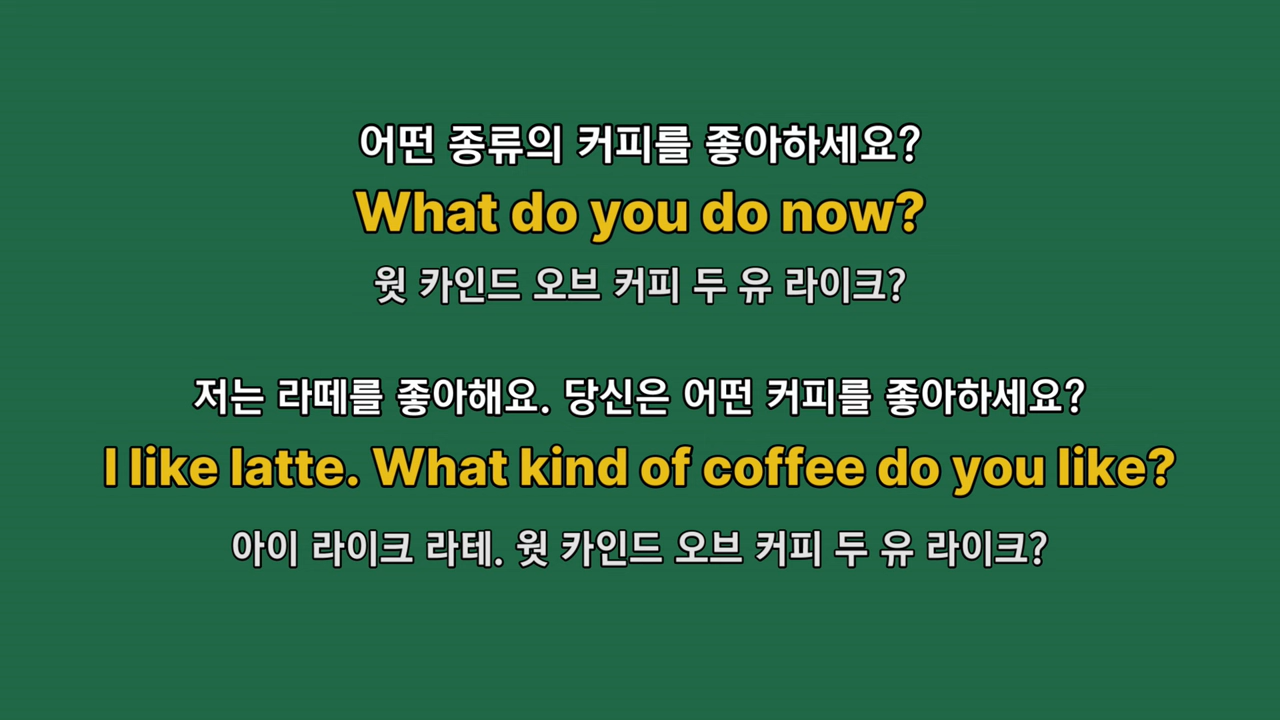 어떤 종류의 커피를 좋아하세요?
What do you do now?
웟 카인드 오브 커피 두 유 라이크?
저는 라떼를 좋아해요. 당신은 어떤 커피를 좋아하세요?
I like latte. What kind of coffee do you like?
아이 라이크 라테. 웟 카인드 오브 커피 두 유 라이크?